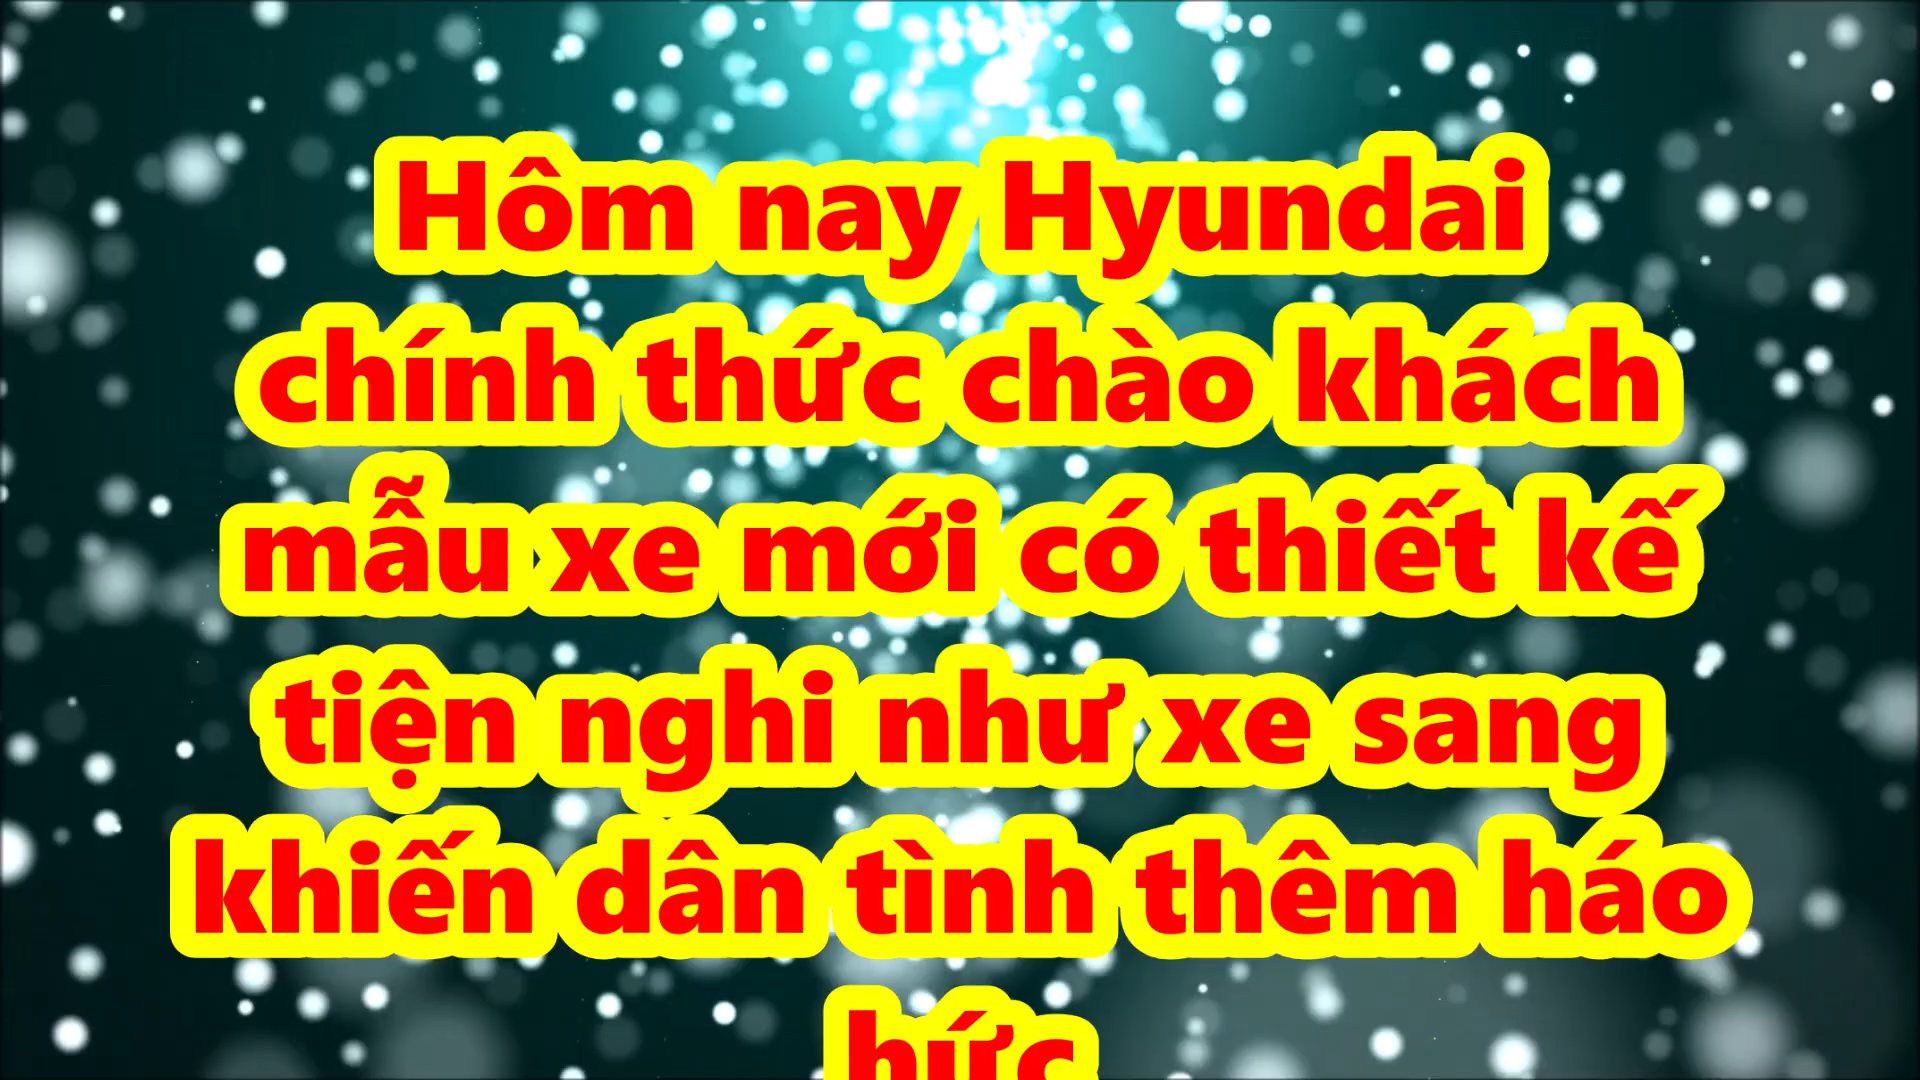 Hôm nay Hyundai
chính thức chào khách
mẫu xe mới có thiết kế
tiện nghi như xe sang
khiến dân tình thêm háo
hức